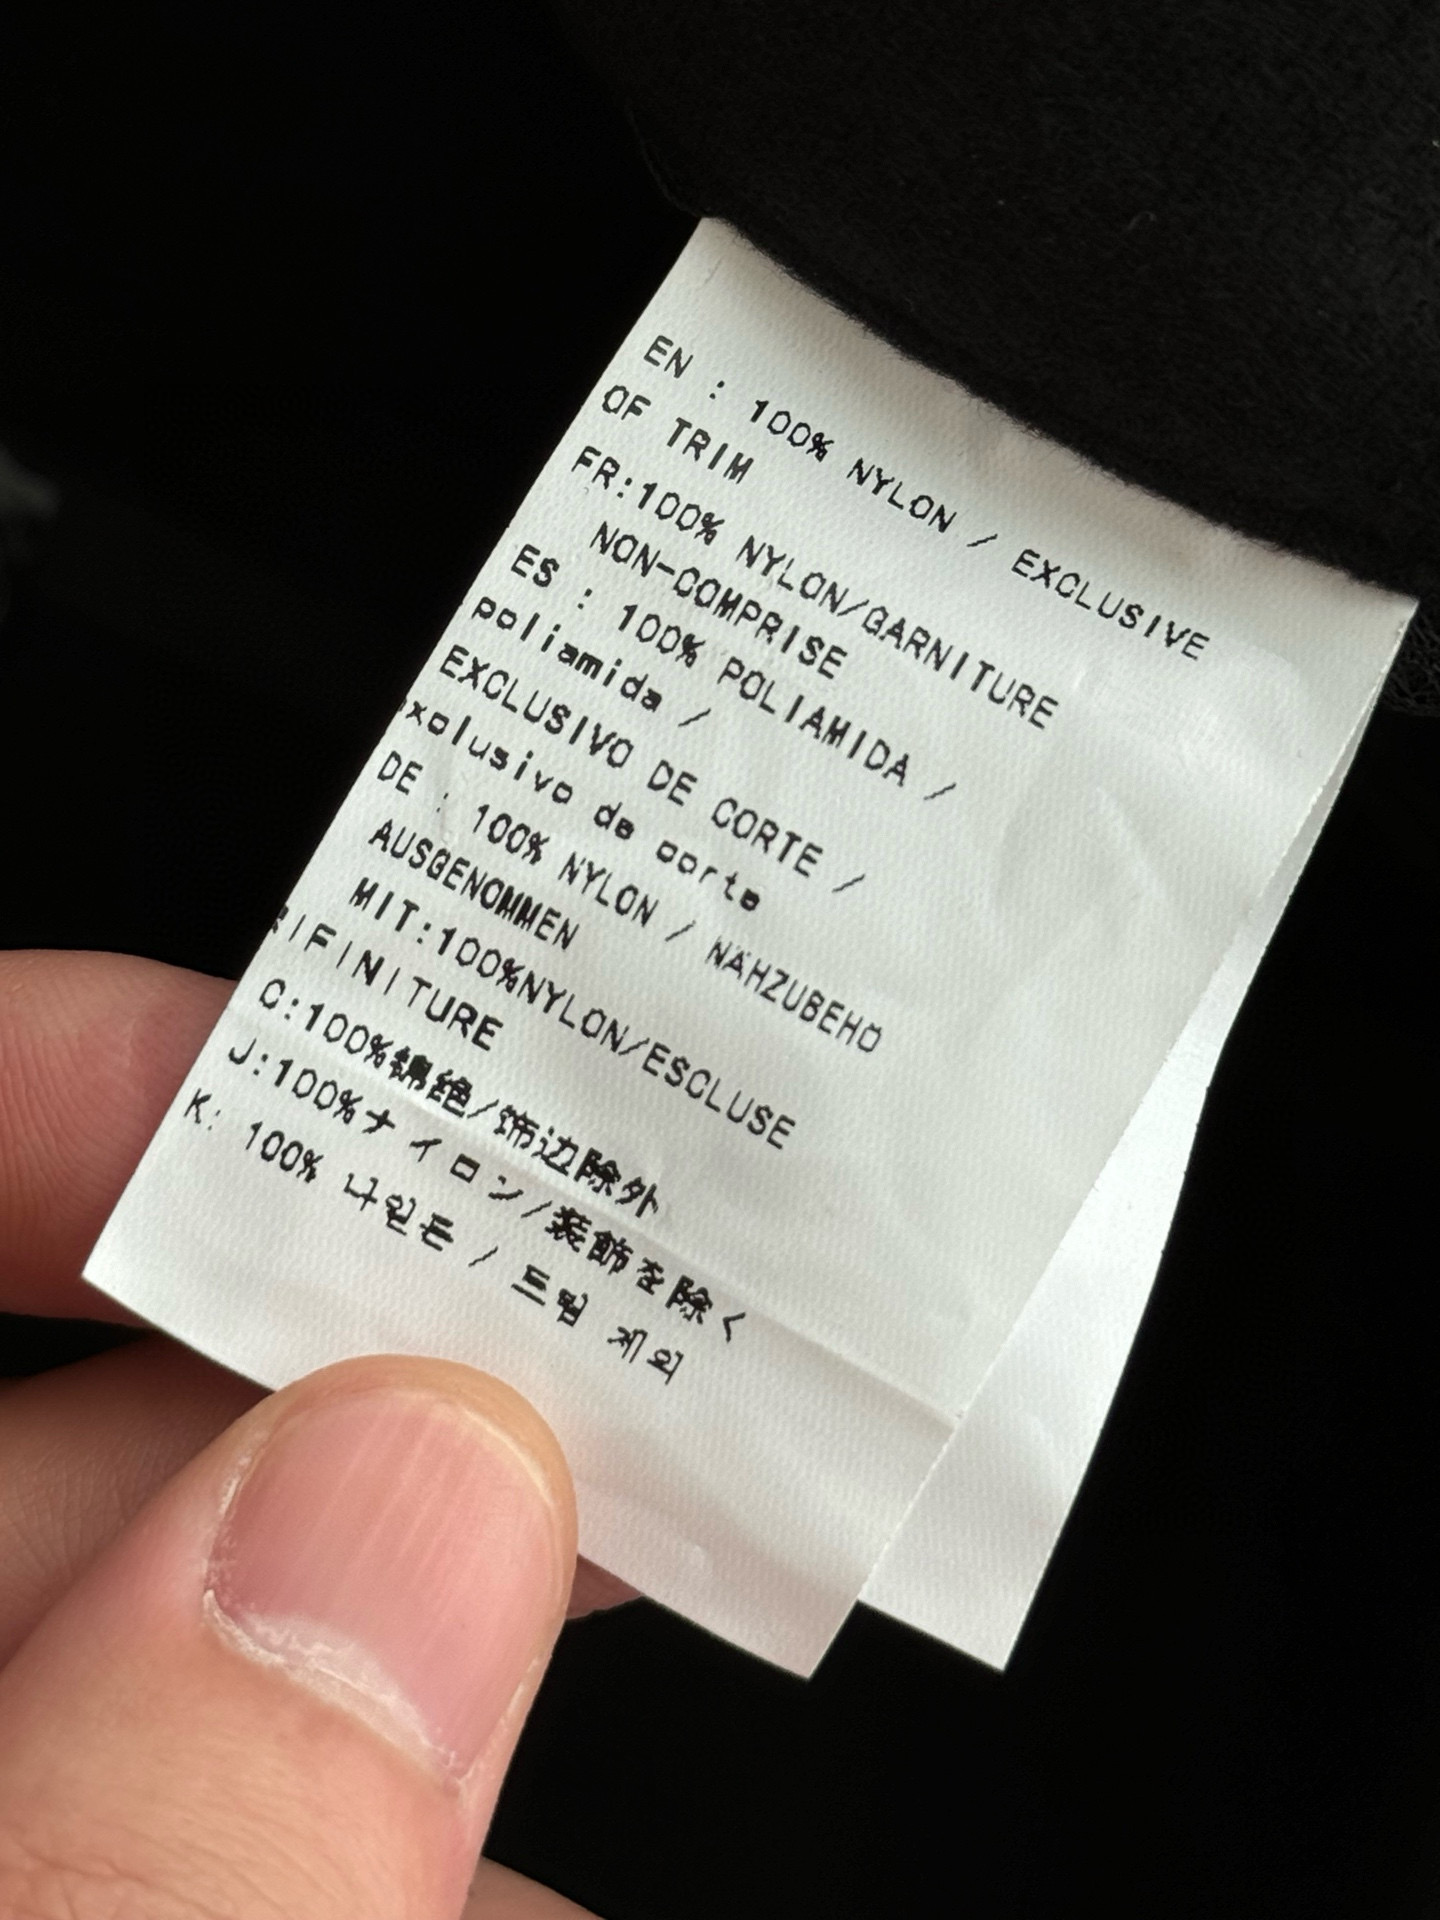 EN : 100% NYLON / EXCLUSIVE
OF TRIM
FR:100% NYLON/GARNITURE
NON-COMPRISE
ES : 100% POLIAMIDA /
poliamida /
EXCLUSIVO DE CORTE /
xclusivo de corte
DE : 100% NYLON / NÄHZUBEHÖ
AUSGENOMMEN
MIT:100%NYLON/ESCLUSE
IFINITURE
C:100%锦纶/饰边除外
J:100%ナイロン/装飾を除く
K: 100% 나일론 / 트림 제외